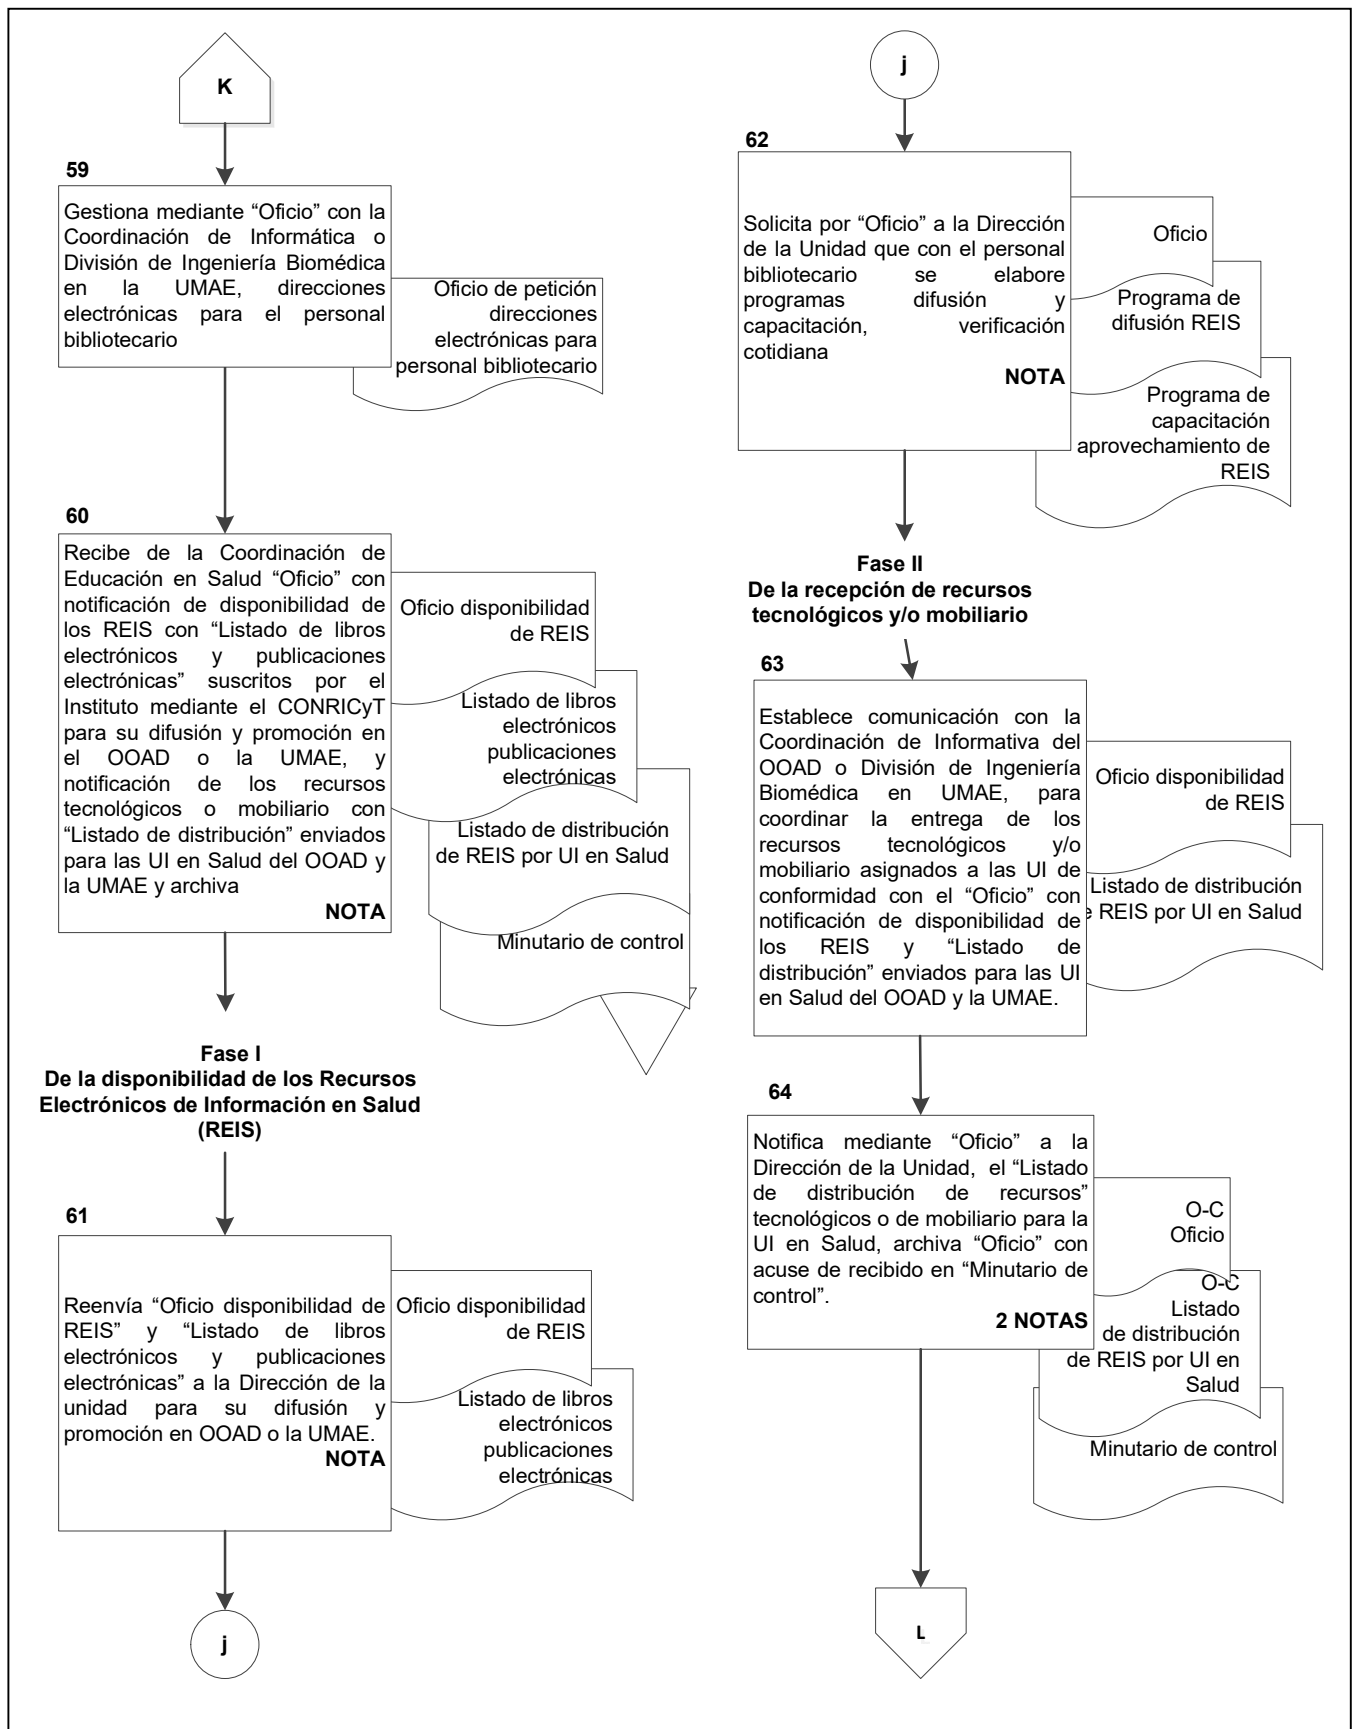 K
59
Gestiona mediante “Oficio” con la
Coordinación de Informática o
División de Ingeniería Biomédica
en la UMAE, direcciones
electrónicas para el personal
bibliotecario
Oficio de petición
direcciones
electrónicas para
personal bibliotecario
60
Recibe de la Coordinación de
Educación en Salud “Oficio” con
notificación de disponibilidad de
los REIS con “Listado de libros
electrónicos y publicaciones
electrónicas” suscritos por el
Instituto mediante el CONRICyT
para su difusión y promoción en
el OOAD o la UMAE, y
notificación de los recursos
tecnológicos o mobiliario con
“Listado de distribución” enviados
para las UI en Salud del OOAD y
la UMAE y archiva
NOTA
Oficio disponibilidad
de REIS
Listado de libros
electrónicos
publicaciones
electrónicas
Listado de distribución
de REIS por UI en Salud
Minutario de control
Fase I
De la disponibilidad de los Recursos
Electrónicos de Información en Salud
(REIS)
61
Reenvía “Oficio disponibilidad de
REIS” y “Listado de libros
electrónicos y publicaciones
electrónicas” a la Dirección de la
unidad para su difusión y
promoción en OOAD o la UMAE.
NOTA
Oficio disponibilidad
de REIS
Listado de libros
electrónicos
publicaciones
electrónicas
j
j
62
Solicita por “Oficio” a la Dirección
de la Unidad que con el personal
bibliotecario se elabore
programas difusión y
capacitación, verificación
cotidiana
NOTA
Oficio
Programa de
difusión REIS
Programa de
capacitación
aprovechamiento de
REIS
Fase II
De la recepción de recursos
tecnológicos y/o mobiliario
63
Establece comunicación con la
Coordinación de Informativa del
OOAD o División de Ingeniería
Biomédica en UMAE, para
coordinar la entrega de los
recursos tecnológicos y/o
mobiliario asignados a las UI de
conformidad con el “Oficio” con
notificación de disponibilidad de
los REIS y “Listado de
distribución” enviados para las UI
en Salud del OOAD y la UMAE.
Oficio disponibilidad
de REIS
Listado de distribución
e REIS por UI en Salud
64
Notifica mediante “Oficio” a la
Dirección de la Unidad, el “Listado
de distribución de recursos”
tecnológicos o de mobiliario para la
UI en Salud, archiva “Oficio” con
acuse de recibido en “Minutario de
control”.
2 NOTAS
O-C
Oficio
O-C
Listado
de distribución
de REIS por UI en
Salud
Minutario de control
L